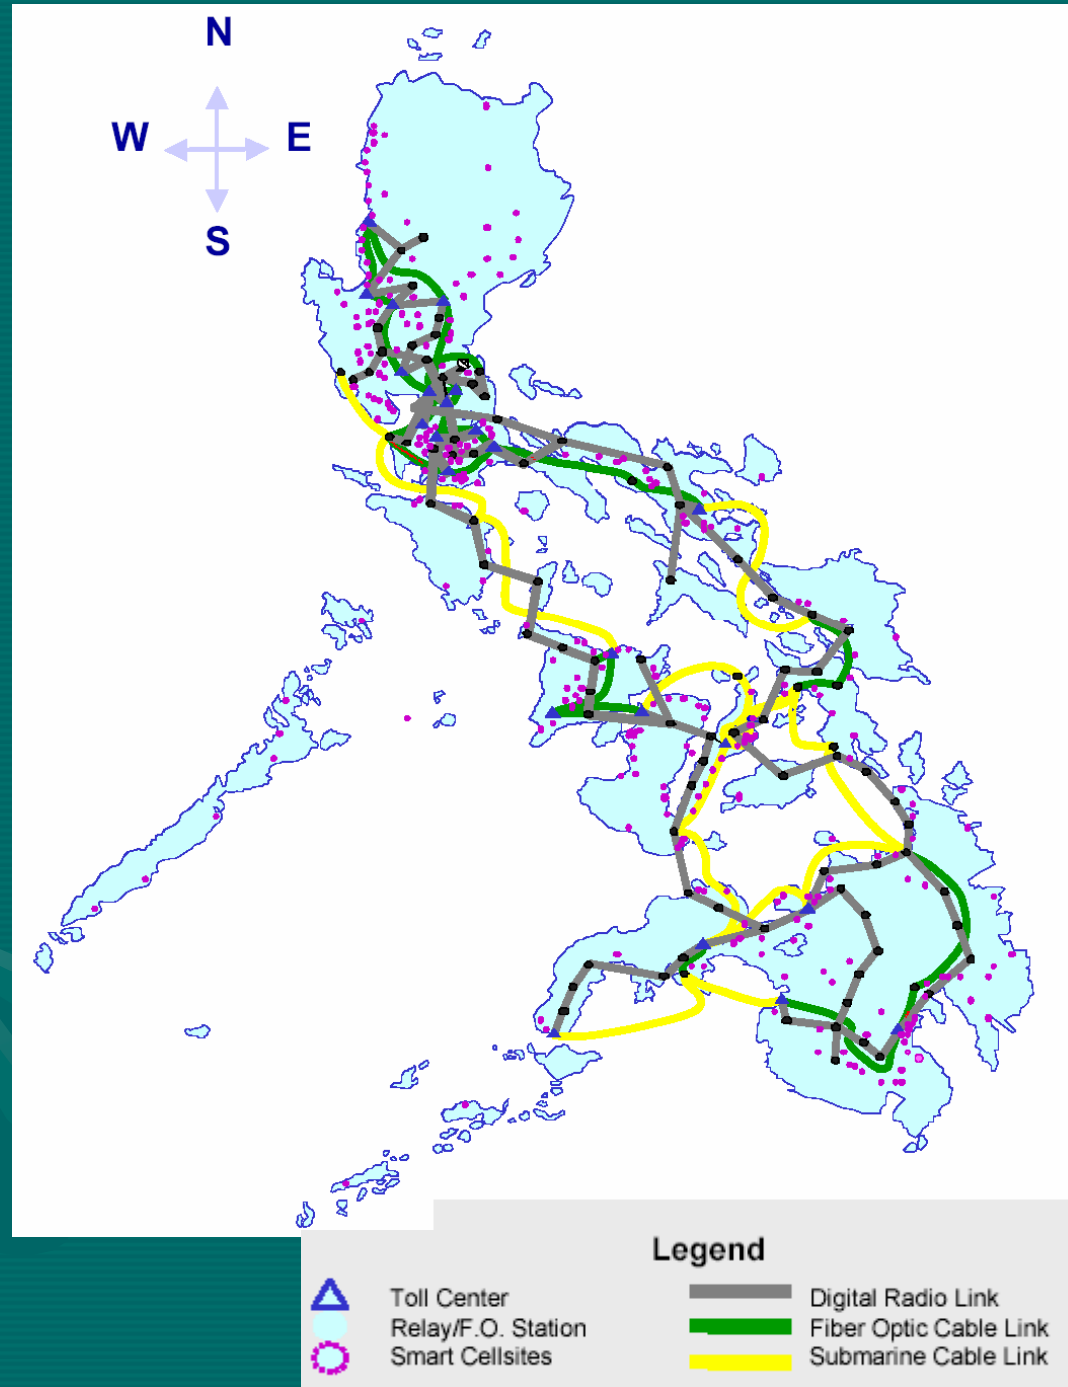 N
W E
S
Legend
Toll Center
Relay/F.O. Station
Smart Cellsites
Digital Radio Link
Fiber Optic Cable Link
Submarine Cable Link